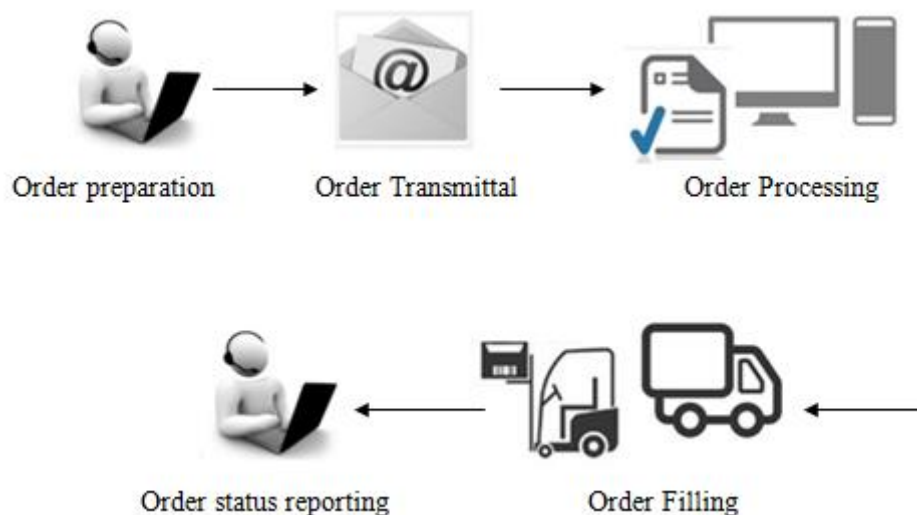 @
Order preparation
Order Transmittal
Order Processing
Order status reporting
Order Filling